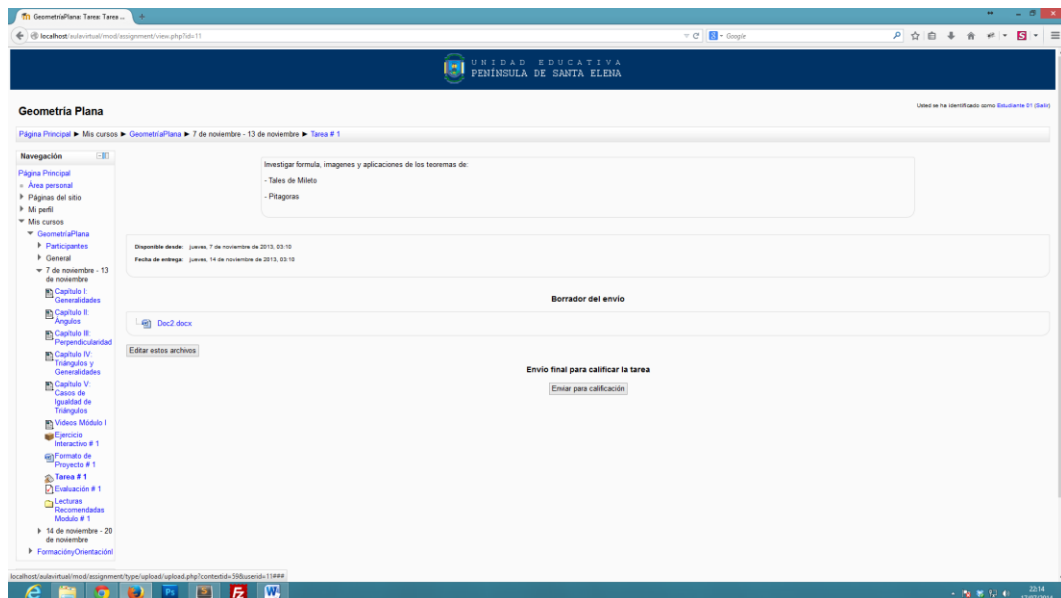 GeometríaPlana: Tarea: Tarea ...
localhost/aulavirtual/mod/assignment/view.php?id=11
Google
UNIDAD EDUCATIVA
PENÍNSULA DE SANTA ELENA
Geometría Plana
Usted se ha identificado como Estudiante 01 (Salir)
Página Principal ► Mis cursos ► GeometríaPlana ► 7 de noviembre - 13 de noviembre ► Tarea # 1
Navegación
Página Principal
Área personal
Páginas del sitio
Mi perfil
Mis cursos
GeometríaPlana
Participantes
General
7 de noviembre - 13
de noviembre
Capítulo I:
Generalidades
Capítulo II:
Ángulos
Capítulo III:
Perpendicularidad
Capítulo IV:
Triángulos y
Generalidades
Capítulo V:
Casos de
Igualdad de
Triángulos
Videos Módulo I
Ejercicio
Interactivo # 1
Formato de
Proyecto # 1
Tarea # 1
Evaluación # 1
Lecturas
Recomendadas
Modulo # 1
14 de noviembre - 20
de noviembre
FormaciónyOrientaciónl
Investigar formula, imagenes y aplicaciones de los teoremas de:
- Tales de Mileto
- Pitagoras
Disponible desde: jueves, 7 de noviembre de 2013, 03:10
Fecha de entrega: jueves, 14 de noviembre de 2013, 03:10
Borrador del envío
Doc2.docx
Editar estos archivos
Envío final para calificar la tarea
Enviar para calificación
localhost/aulavirtual/mod/assignment/type/upload/upload.php?contextid=59&userid=11###
22:14